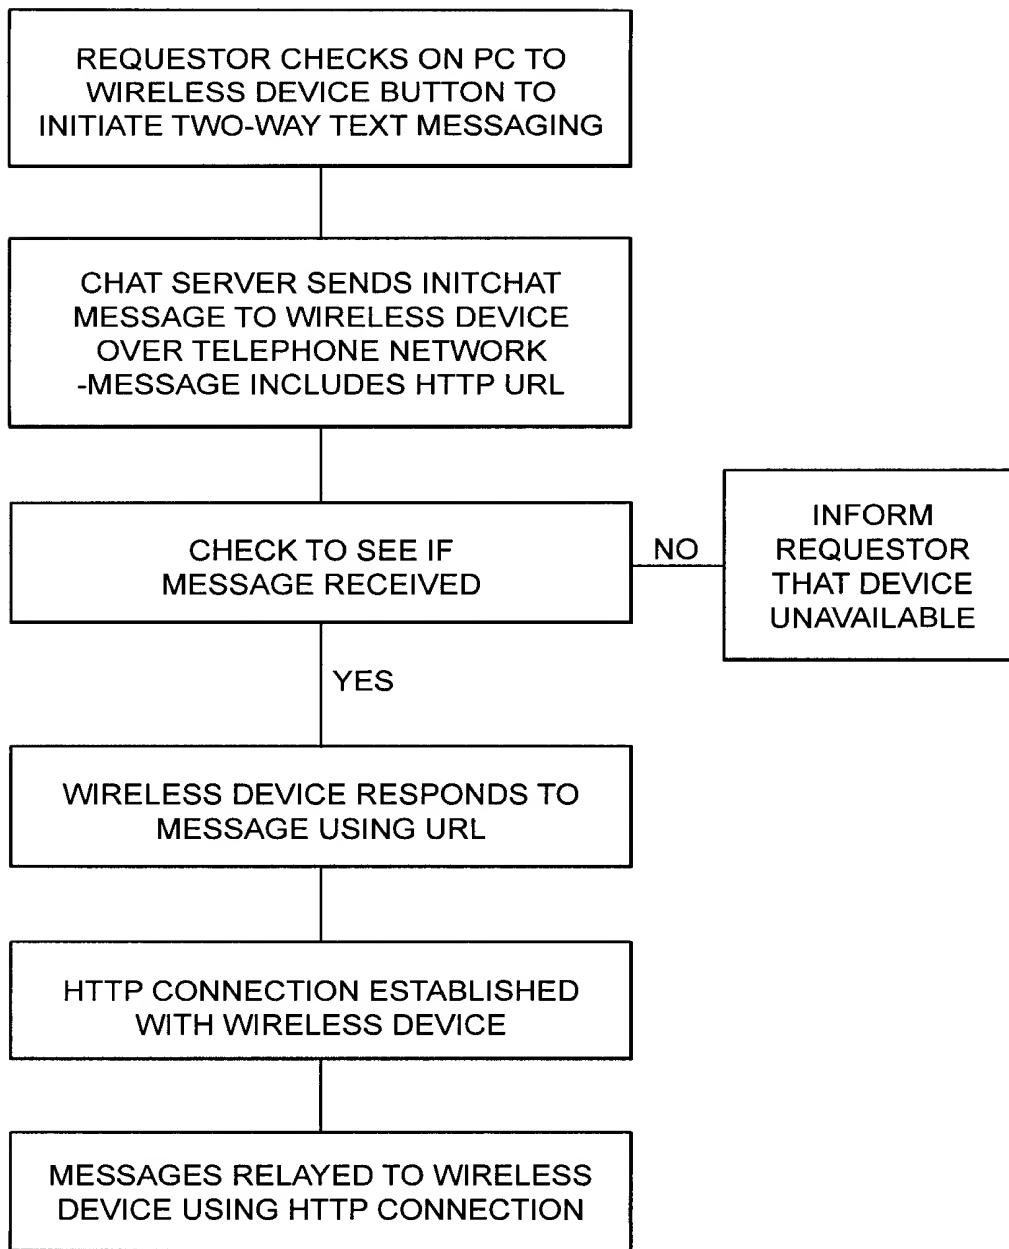 REQUESTOR CHECKS ON PC TO
WIRELESS DEVICE BUTTON TO
INITIATE TWO-WAY TEXT MESSAGING
CHAT SERVER SENDS INITCHAT
MESSAGE TO WIRELESS DEVICE
OVER TELEPHONE NETWORK
-MESSAGE INCLUDES HTTP URL
CHECK TO SEE IF
MESSAGE RECEIVED
NO
INFORM
REQUESTOR
THAT DEVICE
UNAVAILABLE
YES
WIRELESS DEVICE RESPONDS TO
MESSAGE USING URL
HTTP CONNECTION ESTABLISHED
WITH WIRELESS DEVICE
MESSAGES RELAYED TO WIRELESS
DEVICE USING HTTP CONNECTION